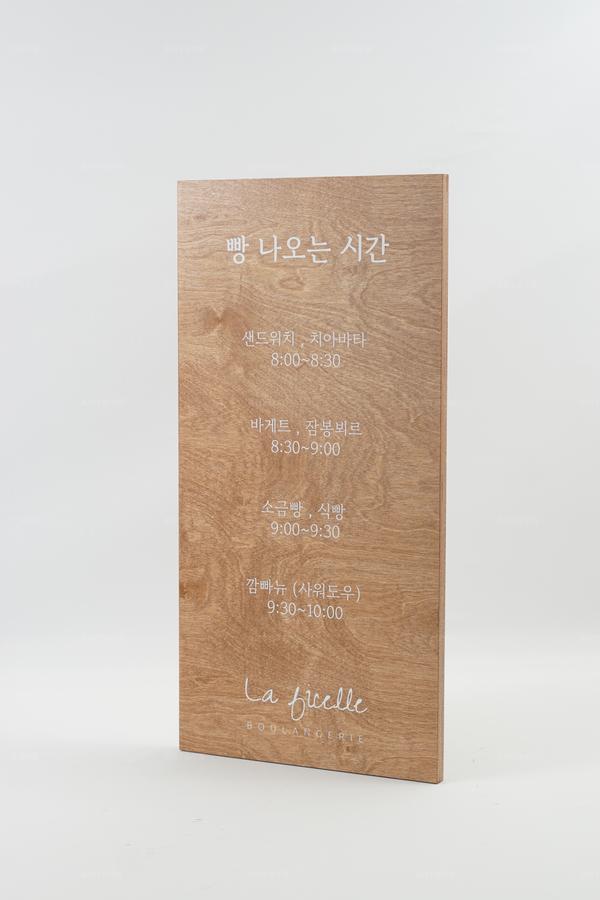 빵 나오는 시간
샌드위치 , 치아바타
8:00~8:30
바게트 , 잠봉뵈르
8:30~9:00
소금빵 , 식빵
9:00~9:30
깜빠뉴 (사워도우)
9:30~10:00
La ficelle
BOULANGERIE